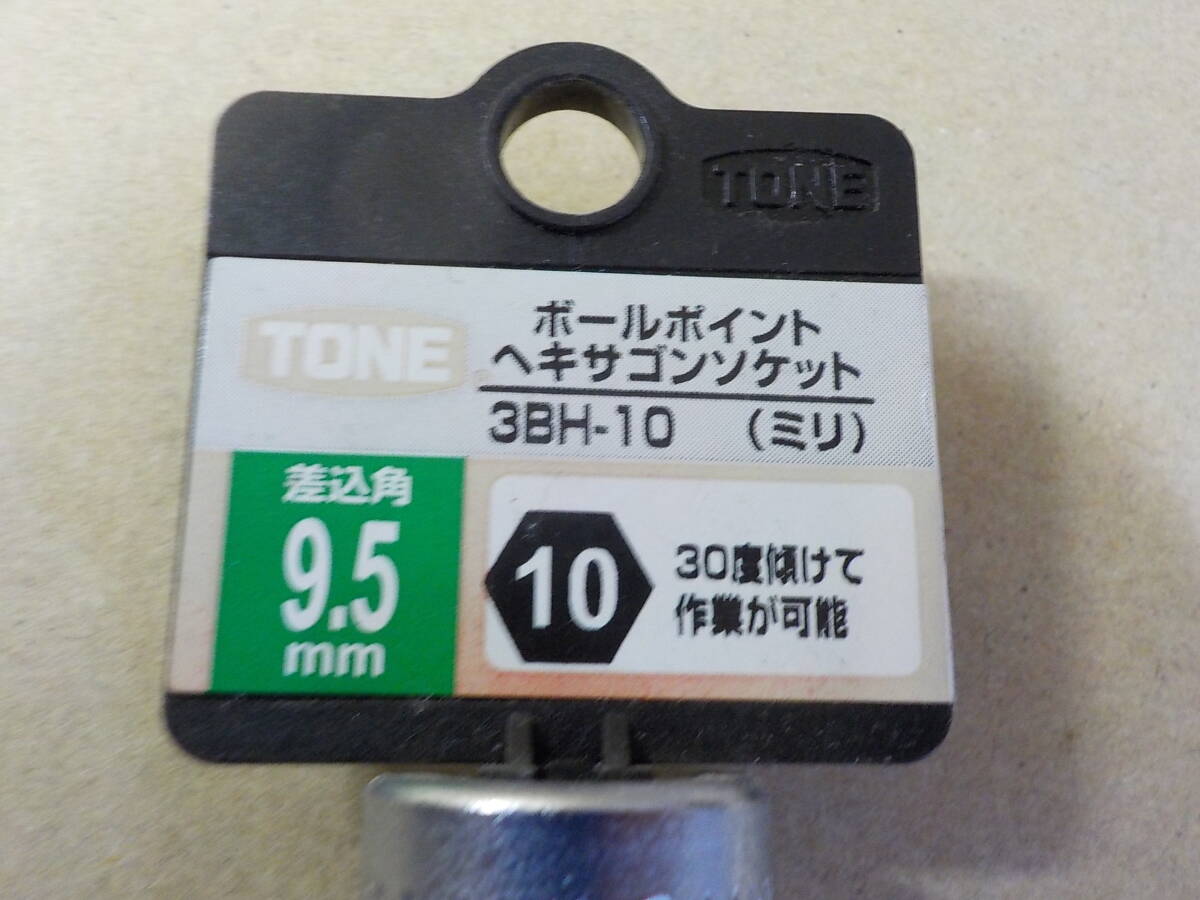 TONE
TONE
ボールポイント
ヘキサゴンソケット
3BH-10 (ミリ)
差込角
9.5
mm
10
30度傾けて
作業が可能